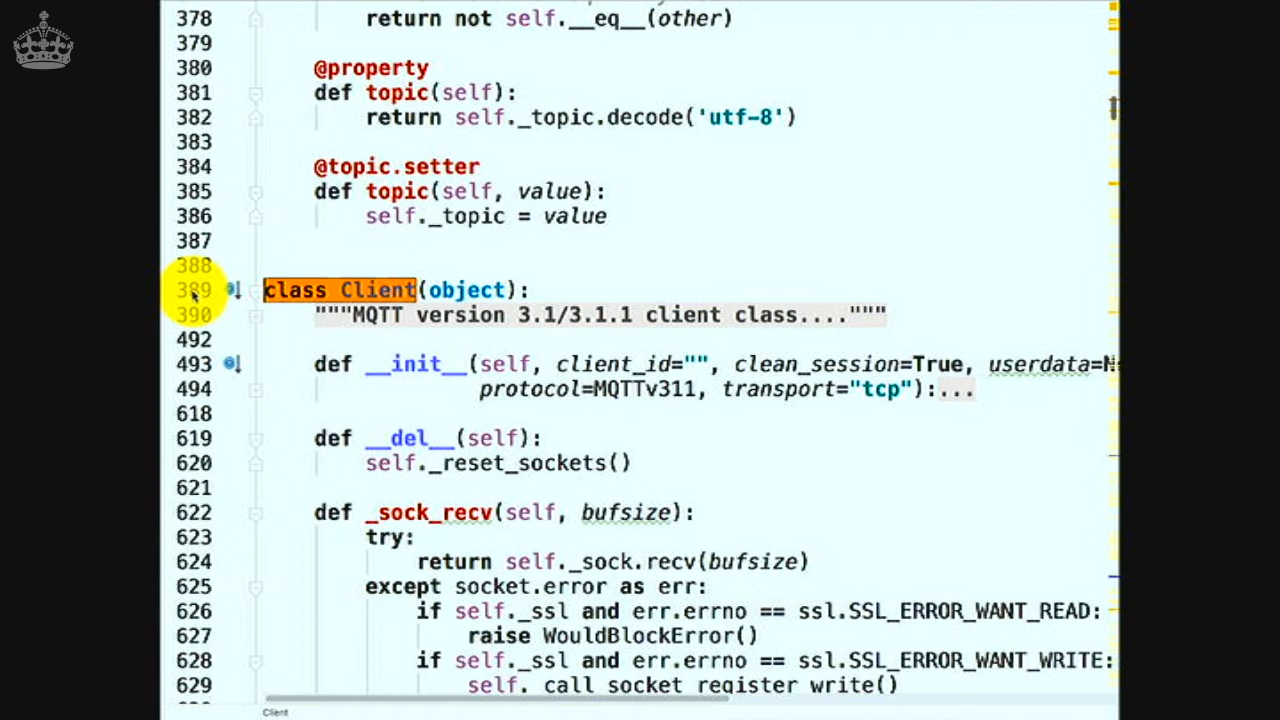 378 return not self.__eq__(other)
379
380 @property
381 def topic(self):
382 return self._topic.decode('utf-8')
383
384 @topic.setter
385 def topic(self, value):
386 self._topic = value
387
388
389 class Client(object):
390 """MQTT version 3.1/3.1.1 client class...."""
492
493 def __init__(self, client_id="", clean_session=True, userdata=N
494 protocol=MQTTv311, transport="tcp"):...
618
619 def __del__(self):
620 self._reset_sockets()
621
622 def _sock_recv(self, bufsize):
623 try:
624 return self._sock.recv(bufsize)
625 except socket.error as err:
626 if self._ssl and err.errno == ssl.SSL_ERROR_WANT_READ:
627 raise WouldBlockError()
628 if self._ssl and err.errno == ssl.SSL_ERROR_WANT_WRITE:
629 self._call_socket_register_write()
Client